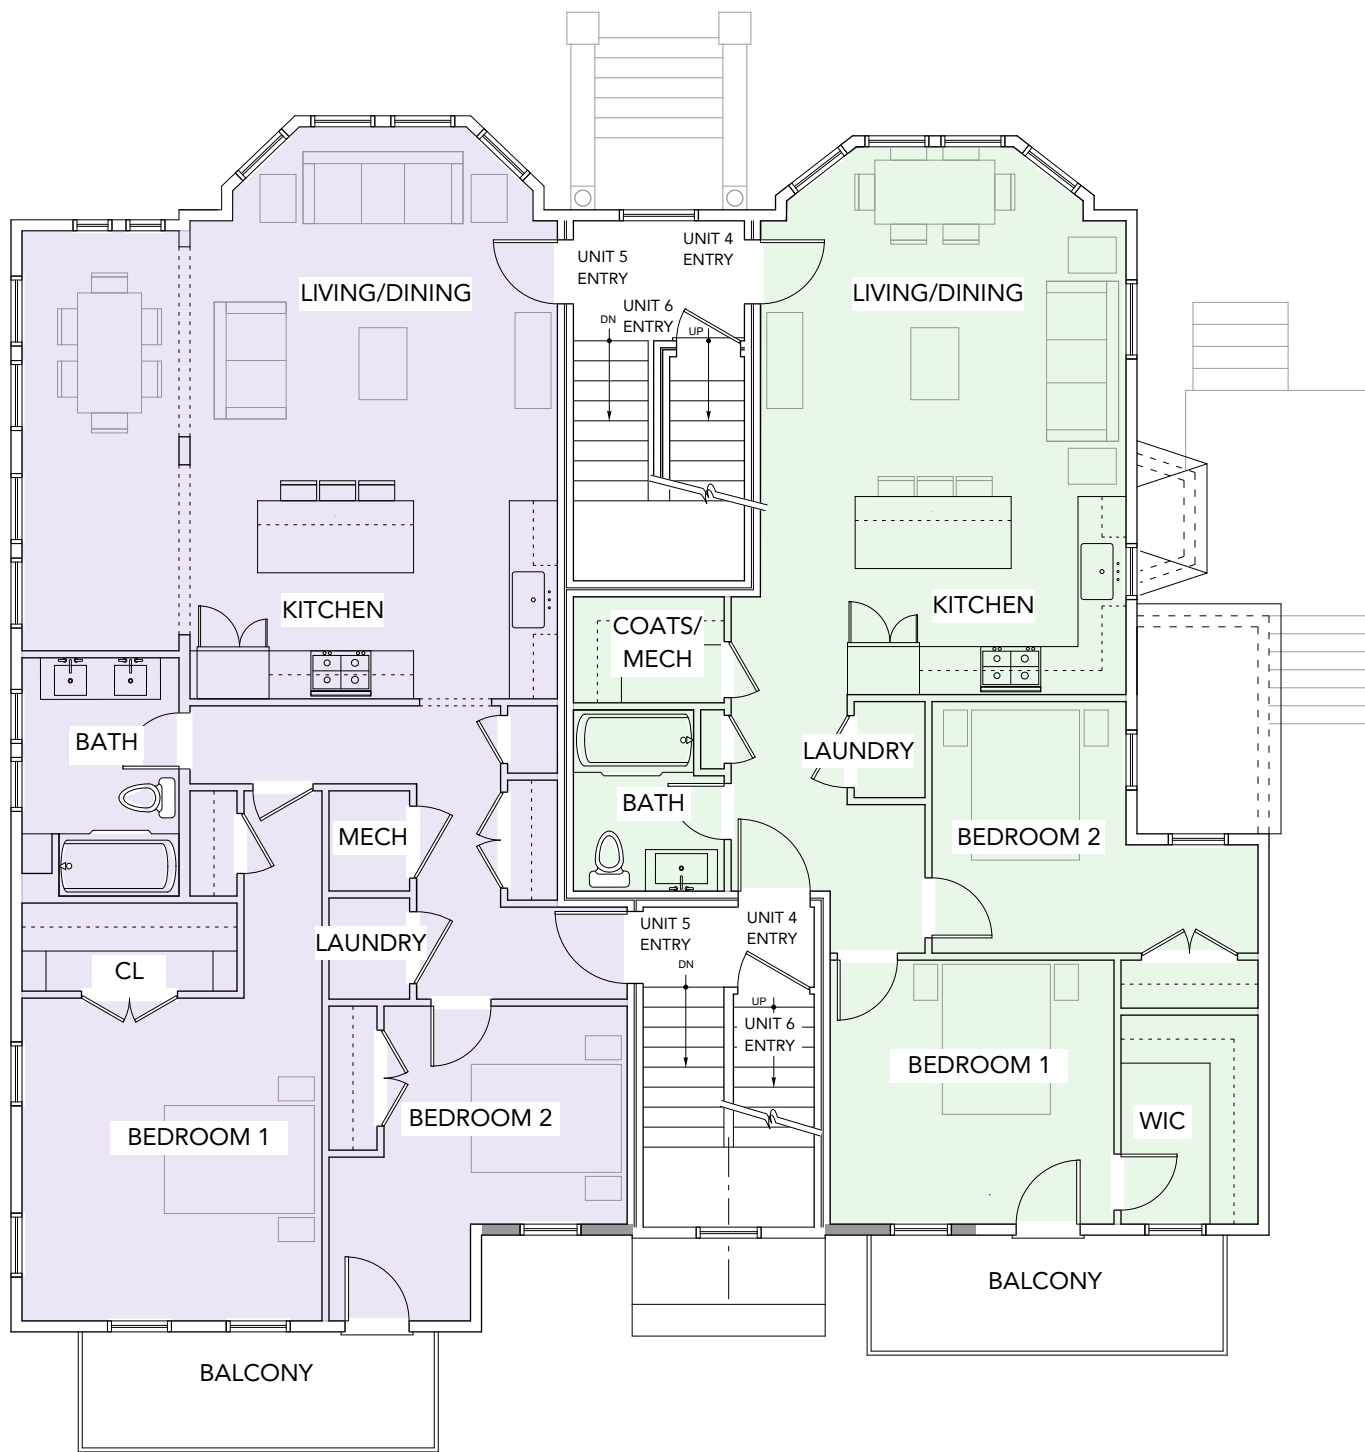 UNIT 4
ENTRY
UNIT 5
ENTRY
LIVING/DINING
LIVING/DINING
UNIT 6
ENTRY
DN
UP
KITCHEN
KITCHEN
COATS/
MECH
BATH
LAUNDRY
BATH
MECH
BEDROOM 2
UNIT 5
ENTRY
UNIT 4
ENTRY
LAUNDRY
DN
CL
UP
UNIT 6
ENTRY
BEDROOM 1
BEDROOM 2
WIC
BEDROOM 1
BALCONY
BALCONY